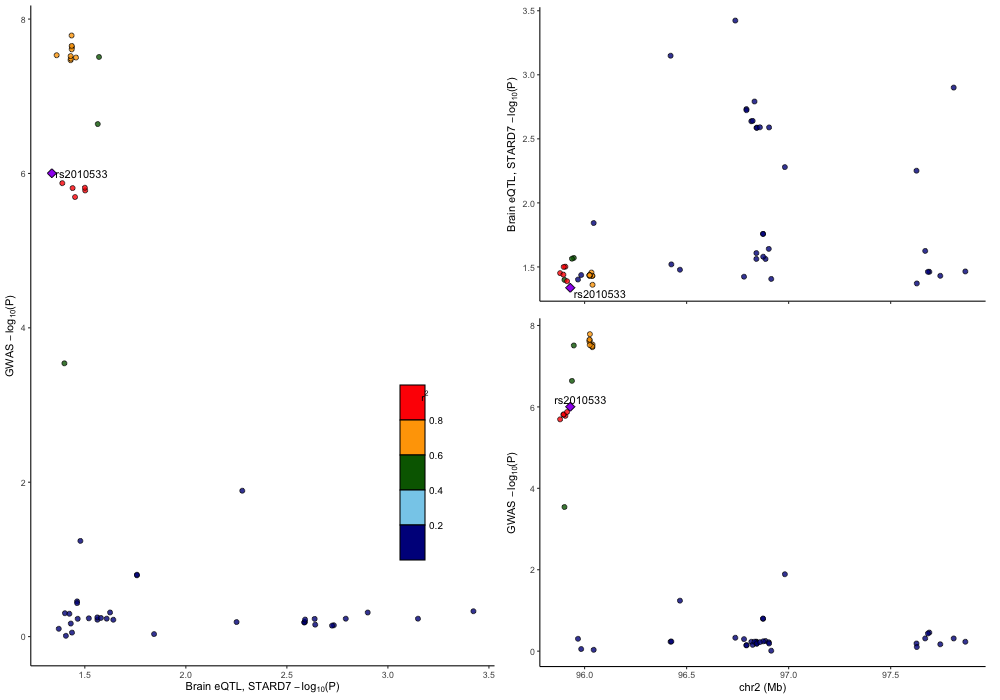 8
6
4
2
0
GWAS −log10(P)
rs2010533
r2
0.8
0.6
0.4
0.2
1.5 2.0 2.5 3.0 3.5
Brain eQTL, STARD7 −log10(P)
3.5
3.0
2.5
2.0
1.5
Brain eQTL, STARD7 −log10(P)
rs2010533
8
6
4
2
0
GWAS −log10(P)
rs2010533
96.0 96.5 97.0 97.5
chr2 (Mb)